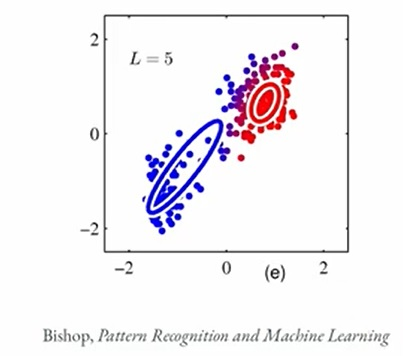 2
L = 5
0
−2
−2 0 2
(e)
Bishop, Pattern Recognition and Machine Learning